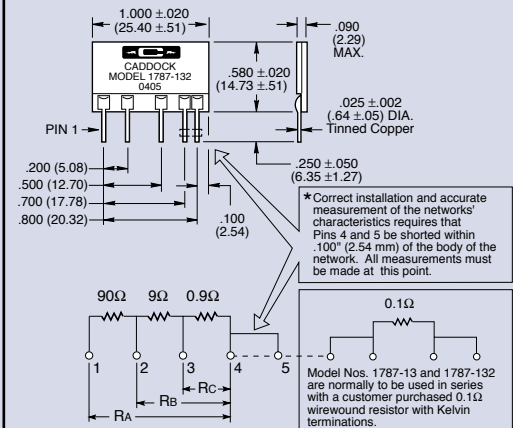 1.000 ±.020
(25.40 ±.51)
.090
(2.29)
MAX.
CADDOCK
MODEL 1787-132
0405
.580 ±.020
(14.73 ±.51)
.025 ±.002
(.64 ±.05) DIA.
Tinned Copper
PIN 1
.250 ±.050
(6.35 ±1.27)
.200 (5.08)
.500 (12.70)
.700 (17.78)
.800 (20.32)
.100
(2.54)
*Correct installation and accurate
measurement of the networks'
characteristics requires that
Pins 4 and 5 be shorted within
.100" (2.54 mm) of the body of the
network. All measurements must
be made at this point.
90Ω 9Ω 0.9Ω
0.1Ω
1 2 3 4 5
RC
RB
RA
Model Nos. 1787-13 and 1787-132
are normally to be used in series
with a customer purchased 0.1Ω
wirewound resistor with Kelvin
terminations.